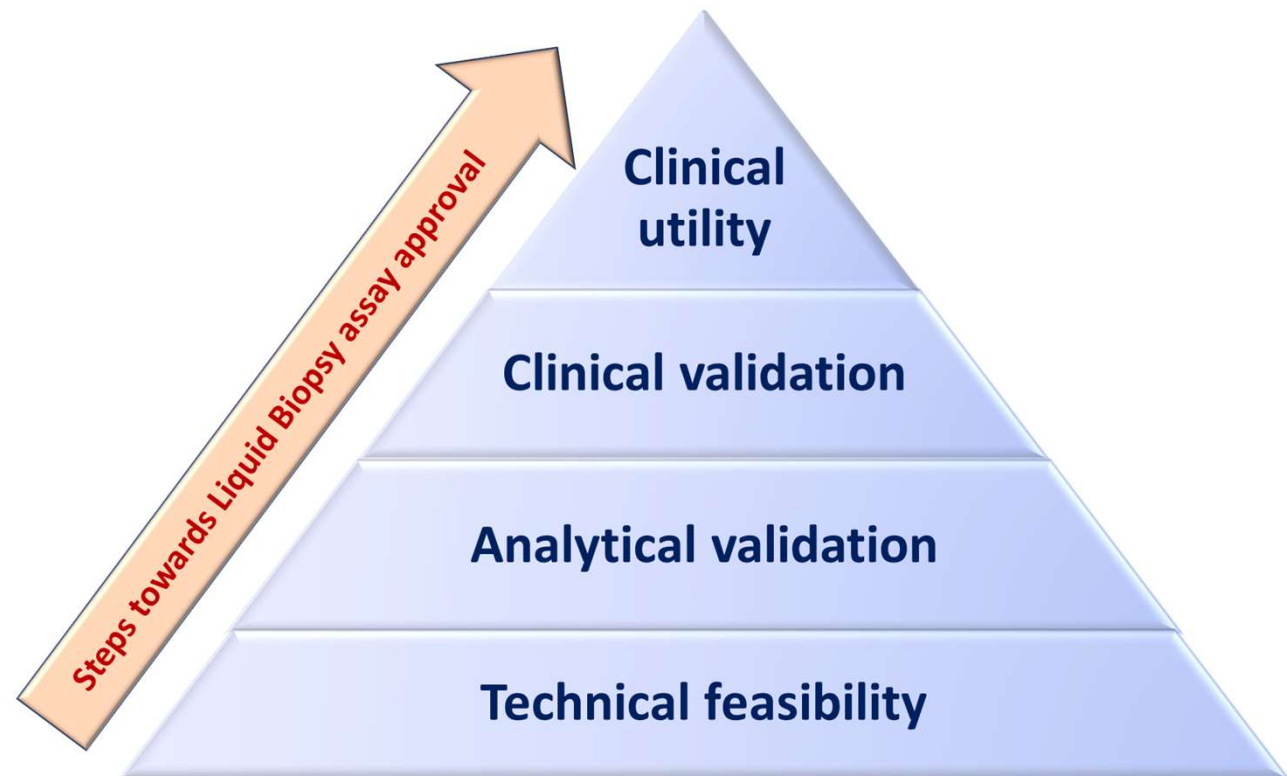 Steps towards Liquid Biopsy assay approval
Clinical
utility
Clinical validation
Analytical validation
Technical feasibility